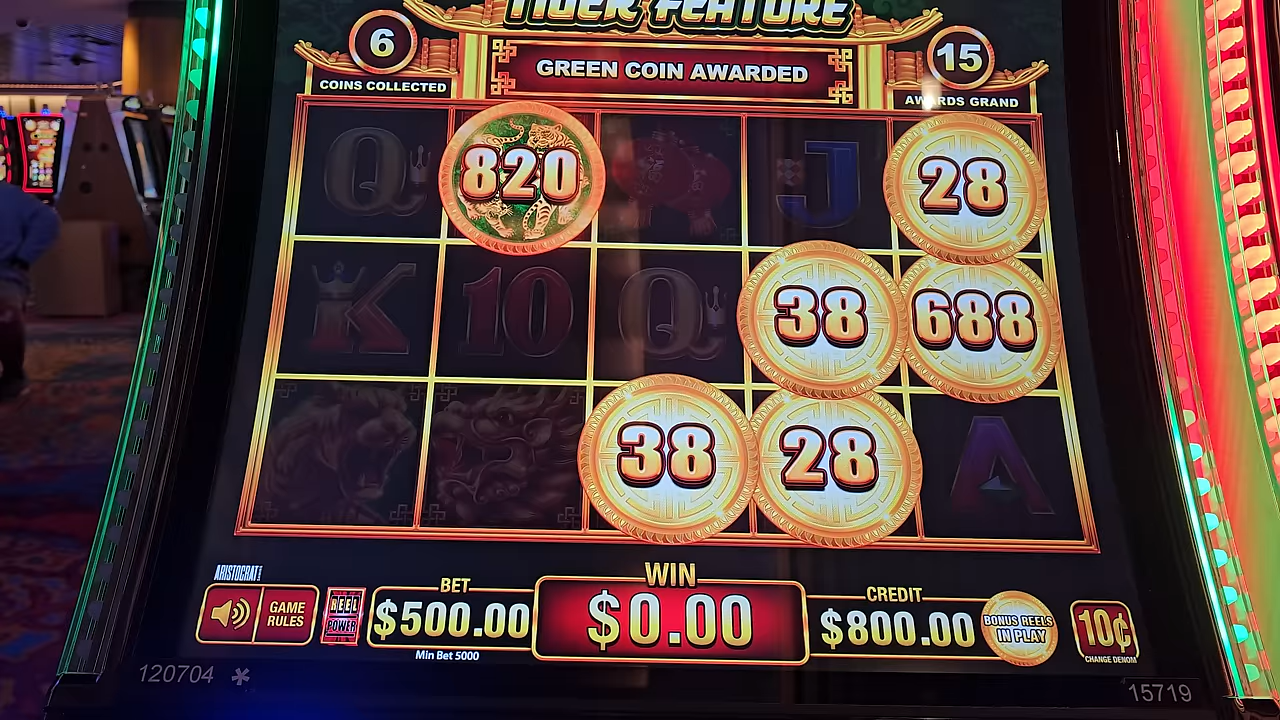 TIGER FEATURE
6
COINS COLLECTED
GREEN COIN AWARDED
15
AWARDS GRAND
Q
820
J
28
K
10
Q
38
688
38
28
A
ARISTOCRAT
GAME
RULES
REEL
POWER
BET
$500.00
Min Bet 5000
WIN
$0.00
CREDIT
$800.00
BONUS REELS
IN PLAY
10¢
CHANGE DENOM
120704 *
15719